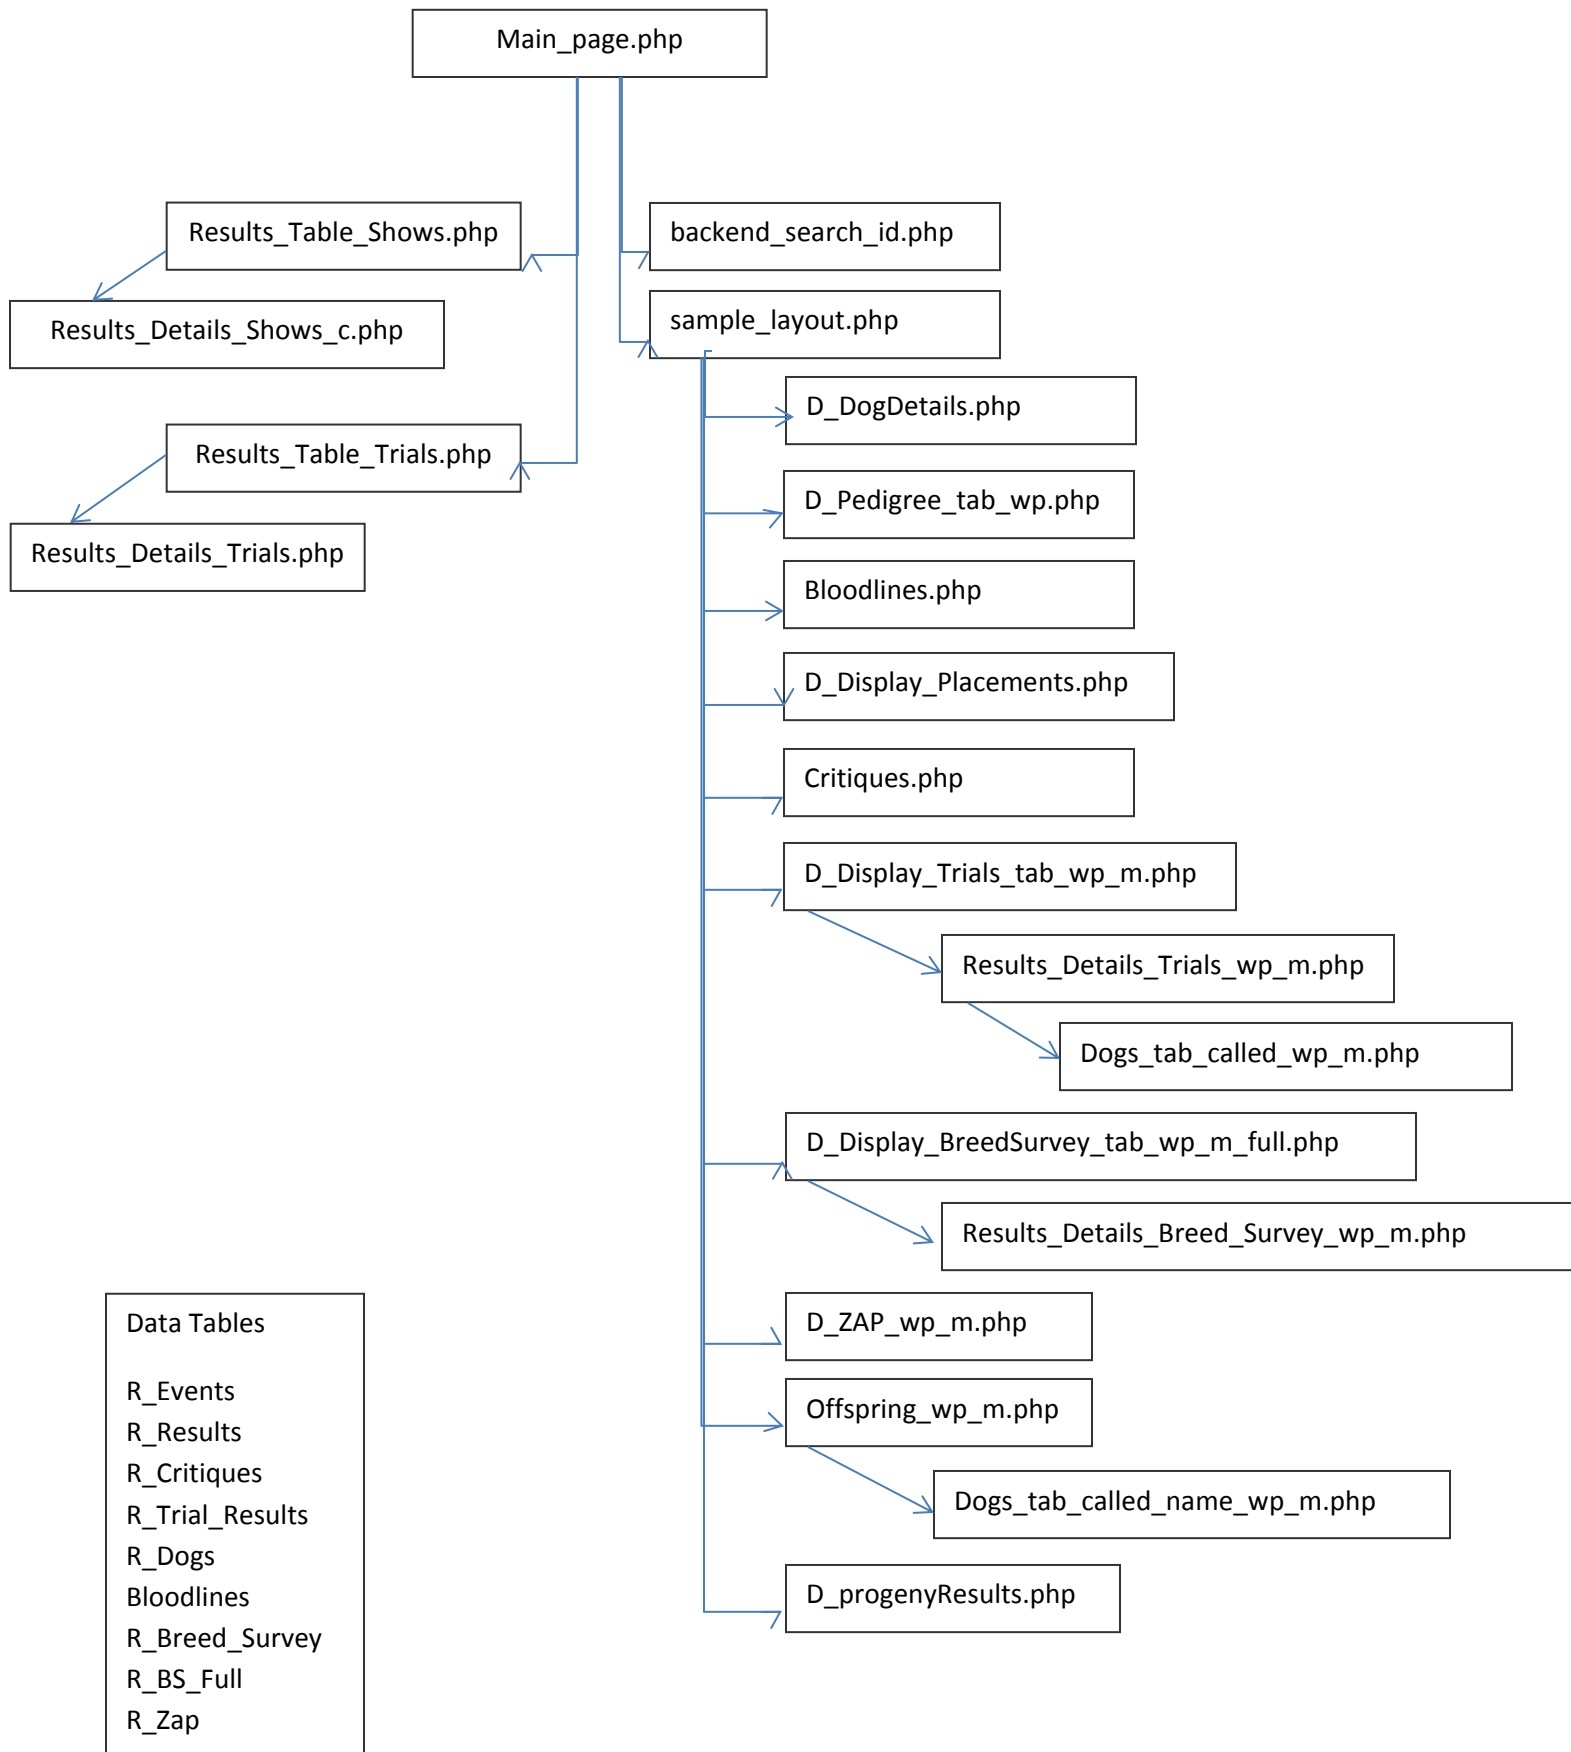 Main_page.php
Results_Table_Shows.php
backend_search_id.php
Results_Details_Shows_c.php
sample_layout.php
D_DogDetails.php
Results_Table_Trials.php
D_Pedigree_tab_wp.php
Results_Details_Trials.php
Bloodlines.php
D_Display_Placements.php
Critiques.php
D_Display_Trials_tab_wp_m.php
Results_Details_Trials_wp_m.php
Dogs_tab_called_wp_m.php
D_Display_BreedSurvey_tab_wp_m_full.php
Results_Details_Breed_Survey_wp_m.php
D_ZAP_wp_m.php
Offspring_wp_m.php
Dogs_tab_called_name_wp_m.php
D_progenyResults.php
Data Tables
R_Events
R_Results
R_Critiques
R_Trial_Results
R_Dogs
Bloodlines
R_Breed_Survey
R_BS_Full
R_Zap